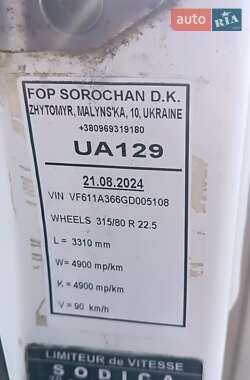 AUTO RIA
FOP SOROCHAN D.K.
ZHYTOMYR, MALYNS'KA, 10, UKRAINE
+380969319180
UA129
21.08.2024
VIN VF611A366GD005108
WHEELS 315/80 R 22.5
L= 3310 mm
W= 4900 mp/km
K = 4900 mp/km
V = 90 km/h
LIMITEUR de VITESSE
SODIC